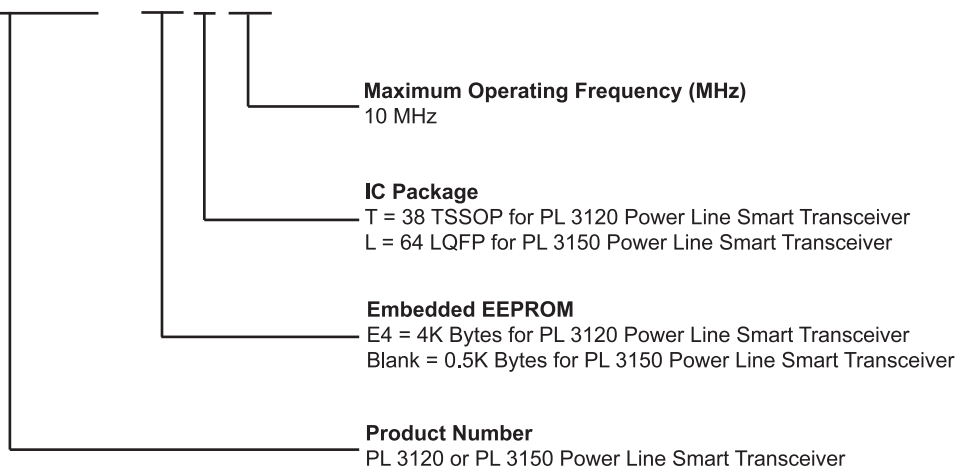 Maximum Operating Frequency (MHz)
10 MHz
IC Package
T = 38 TSSOP for PL 3120 Power Line Smart Transceiver
L = 64 LQFP for PL 3150 Power Line Smart Transceiver
Embedded EEPROM
E4 = 4K Bytes for PL 3120 Power Line Smart Transceiver
Blank = 0.5K Bytes for PL 3150 Power Line Smart Transceiver
Product Number
PL 3120 or PL 3150 Power Line Smart Transceiver